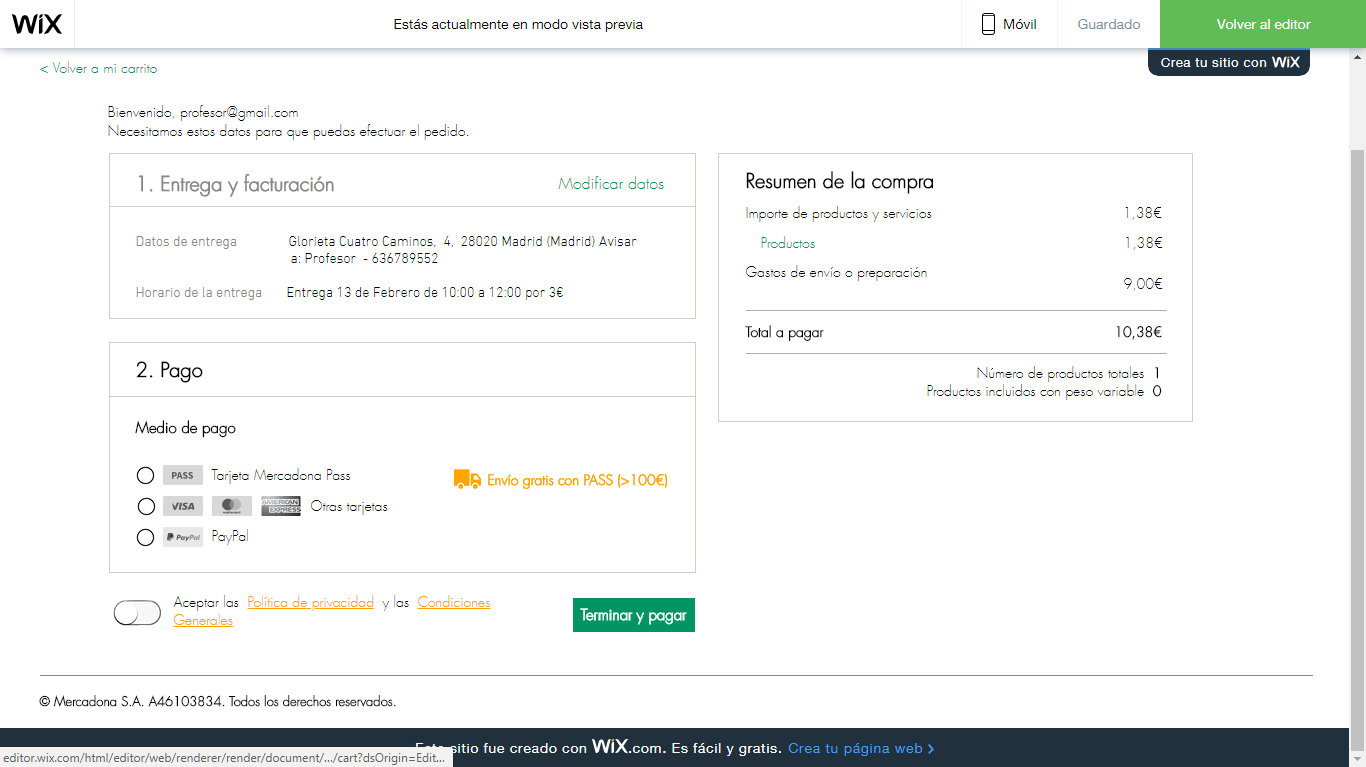 WiX
Estás actualmente en modo vista previa
Móvil
Guardado
Volver al editor
< Volver a mi carrito
Crea tu sitio con WiX
Bienvenido, profesor@gmail.com
Necesitamos estos datos para que puedas efectuar el pedido.
1. Entrega y facturación
Modificar datos
Datos de entrega
Glorieta Cuatro Caminos, 4, 28020 Madrid (Madrid) Avisar
a: Profesor - 636789552
Horario de la entrega
Entrega 13 de Febrero de 10:00 a 12:00 por 3€
2. Pago
Medio de pago
PASS Tarjeta Mercadona Pass
Envío gratis con PASS (>100€)
VISA mastercard AMERICAN EXPRESS Otras tarjetas
PayPal PayPal
Aceptar las Política de privacidad y las Condiciones
Generales
Terminar y pagar
Resumen de la compra
Importe de productos y servicios 1,38€
Productos 1,38€
Gastos de envío o preparación
9,00€
Total a pagar 10,38€
Número de productos totales 1
Productos incluidos con peso variable 0
© Mercadona S.A. A46103834. Todos los derechos reservados.
sitio fue creado con WiX.com. Es fácil y gratis. Crea tu página web >
editor.wix.com/html/editor/web/renderer/render/document/.../cart?dsOrigin=Edit...